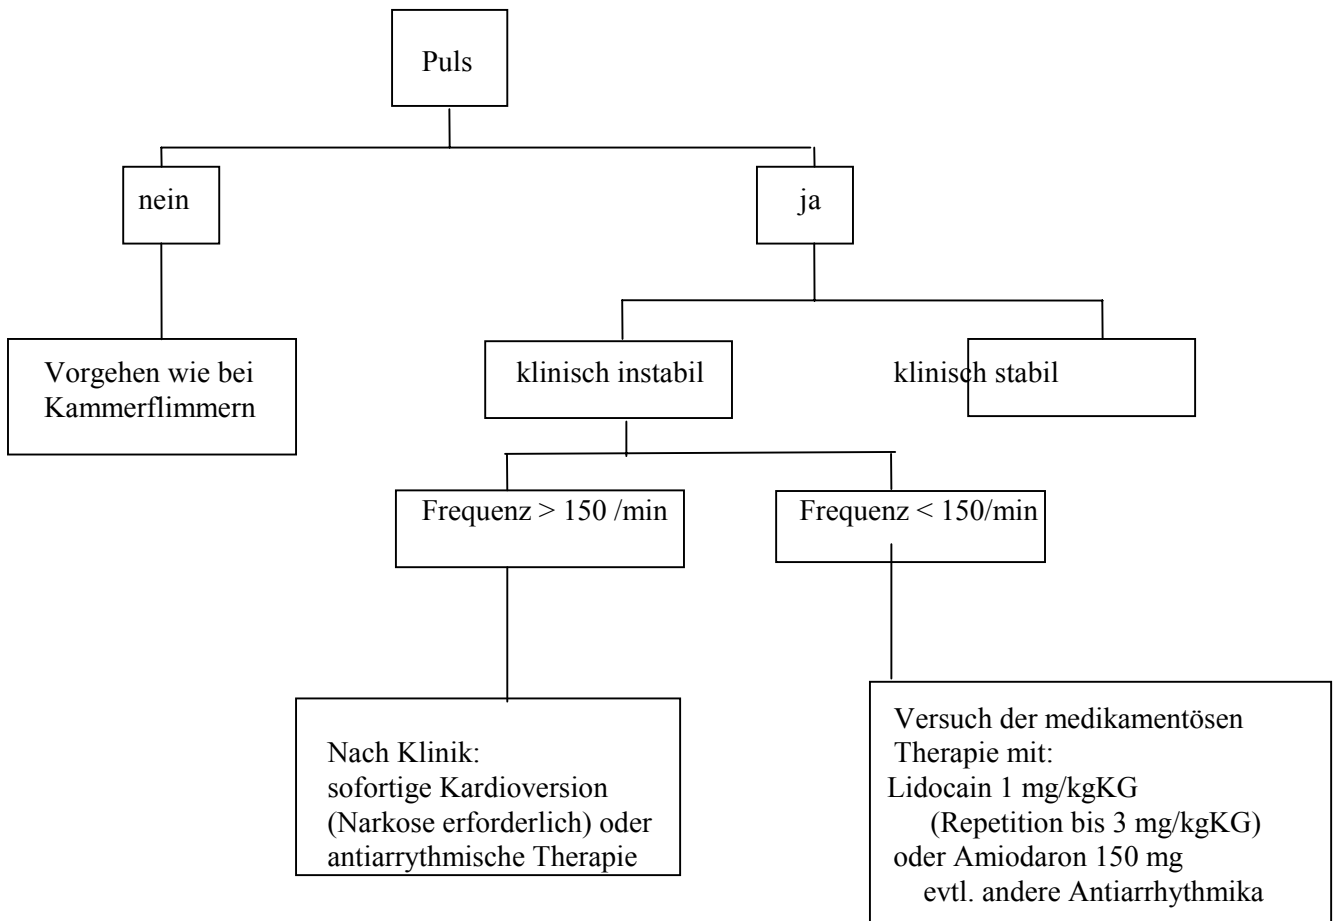 Puls
nein
ja
Vorgehen wie bei
Kammerflimmern
klinisch instabil
klinisch stabil
Frequenz > 150 /min
Frequenz < 150/min
Nach Klinik:
sofortige Kardioversion
(Narkose erforderlich) oder
antiarrythmische Therapie
Versuch der medikamentösen
Therapie mit:
Lidocain 1 mg/kgKG
(Repetition bis 3 mg/kgKG)
oder Amiodaron 150 mg
evtl. andere Antiarrhythmika